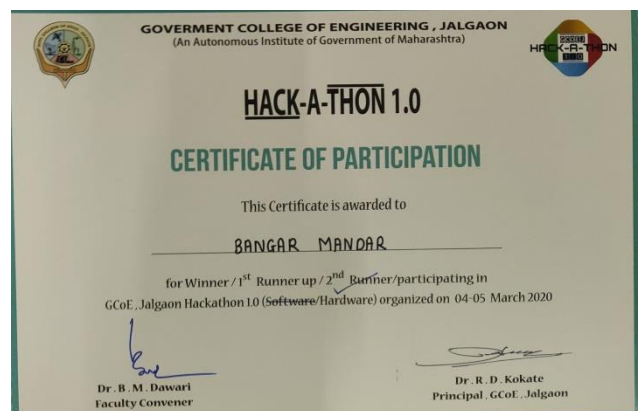 GOVERMENT COLLEGE OF ENGINEERING , JALGAON
(An Autonomous Institute of Government of Maharashtra)
GCOEJ
HACK-A-THON
1.0
HACK-A-THON 1.0
CERTIFICATE OF PARTICIPATION
This Certificate is awarded to
BANGAR MANDAR
for Winner / 1st Runner up / 2nd Runner/participating in
GCoE , Jalgaon Hackathon 1.0 (Software/Hardware) organized on 04-05 March 2020
Dr . B . M . Dawari
Faculty Convener
Dr . R . D . Kokate
Principal , GCoE , Jalgaon